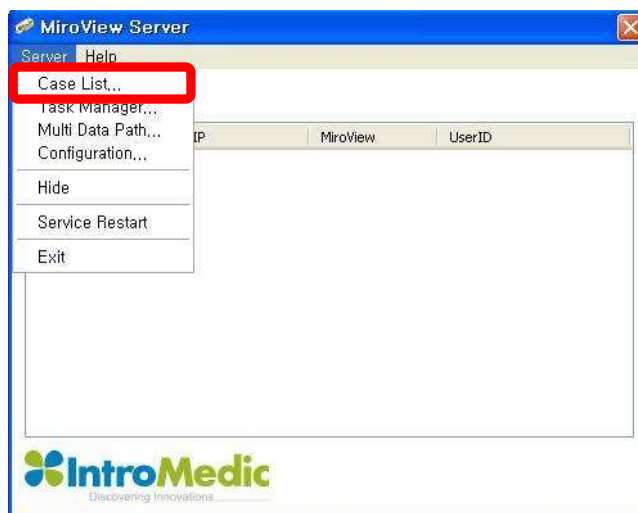 MiroView Server
Server Help
Case List...
Task Manager...
Multi Data Path...
Configuration...
Hide
Service Restart
Exit
IP MiroView UserID
IntroMedic
Discovering Innovations